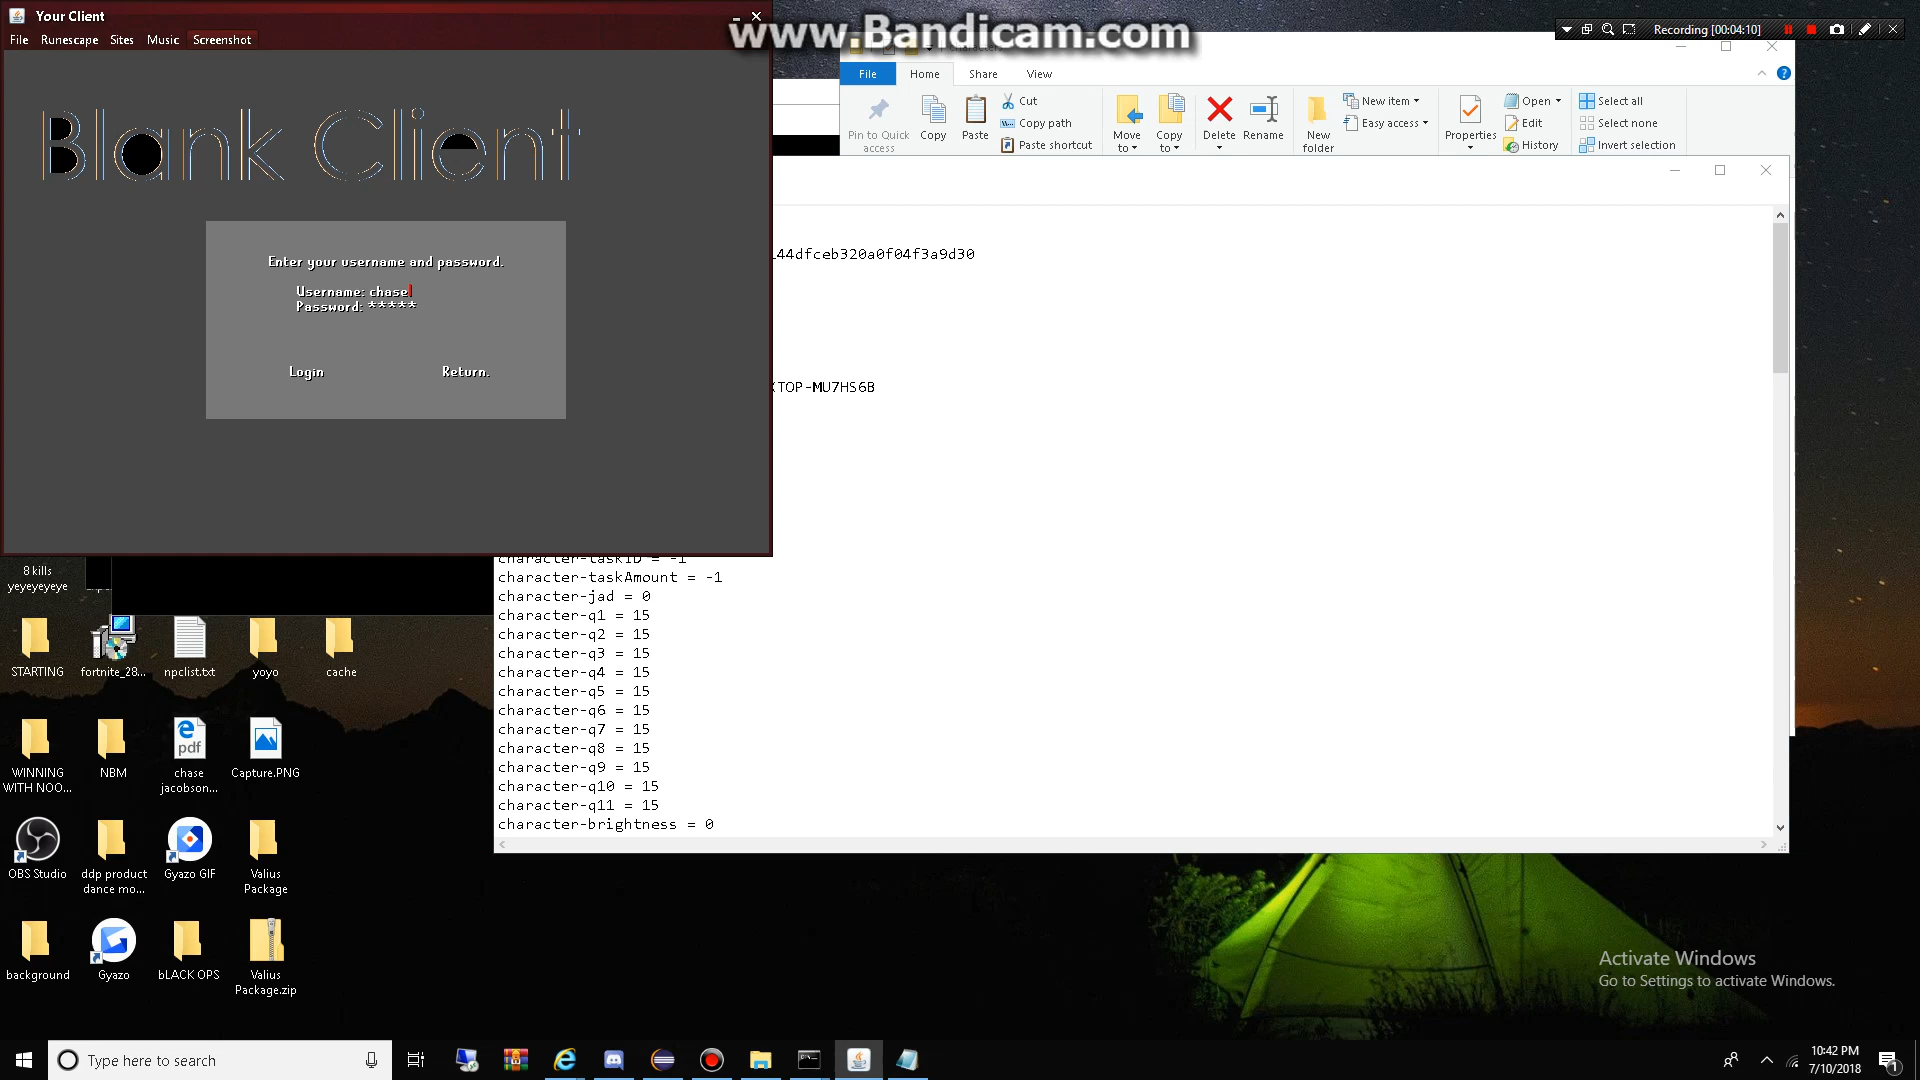 Your Client
www.Bandicam.com
Recording [00:04:10]
File Runescape Sites Music Screenshot
File Home Share View
Blank Client
Pin to Quick access
Copy
Paste
Cut
Copy path
Paste shortcut
Move to
Copy to
Delete
Rename
New folder
New item
Easy access
Properties
Open
Edit
History
Select all
Select none
Invert selection
44dfceb320a0f04f3a9d30
Enter your username and password.
Username: chase
Password: *****
Login Return.
TOP-MU7HS6B
character-taskID = -1
character-taskAmount = -1
character-jad = 0
character-q1 = 15
character-q2 = 15
character-q3 = 15
character-q4 = 15
character-q5 = 15
character-q6 = 15
character-q7 = 15
character-q8 = 15
character-q9 = 15
character-q10 = 15
character-q11 = 15
character-brightness = 0
8 kills
yeyeyeyeye
STARTING
fortnite_28...
npclist.txt
yoyo
cache
WINNING
WITH NOO...
NBM
chase
jacobson...
Capture.PNG
OBS Studio
ddp product
dance mo...
Gyazo GIF
Valius
Package
background
Gyazo
bLACK OPS
Valius
Package.zip
Activate Windows
Go to Settings to activate Windows.
Type here to search
10:42 PM
7/10/2018
1